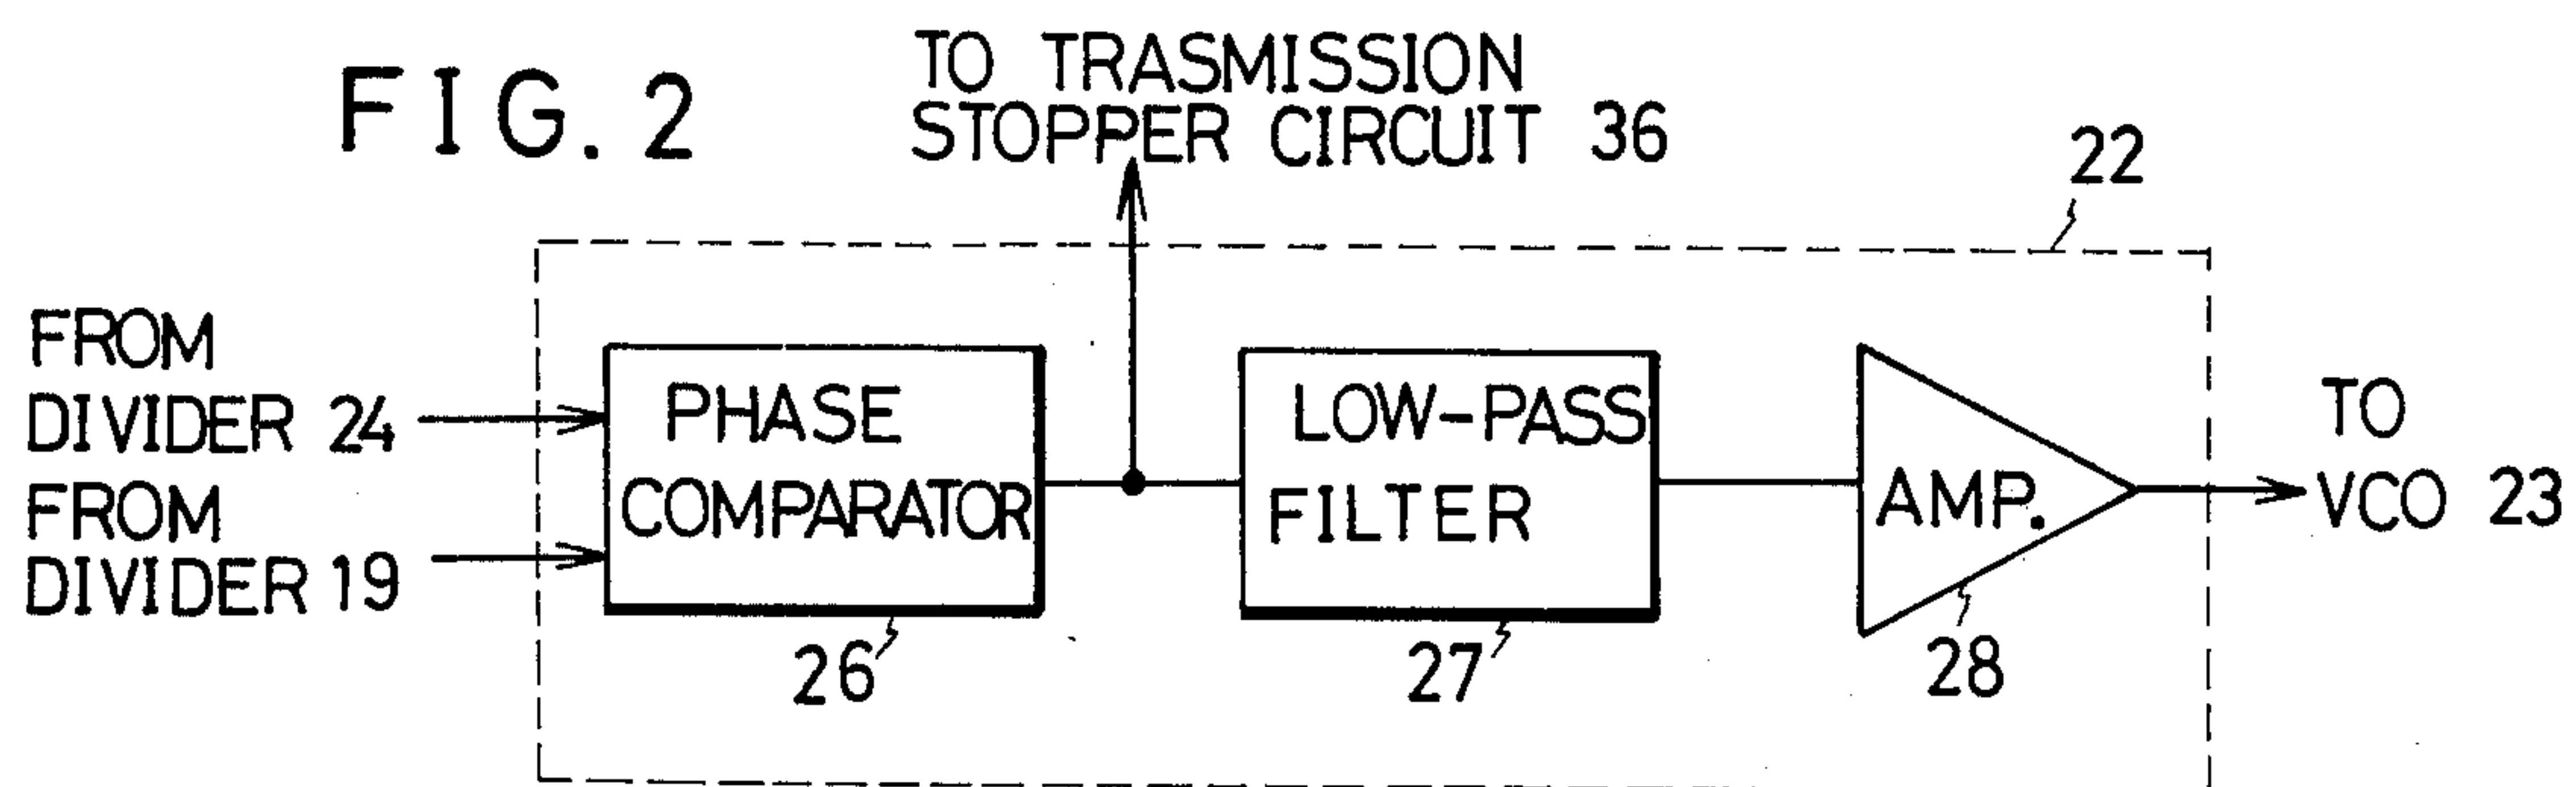 FIG. 2
TO TRASMISSION
STOPPER CIRCUIT 36
22
FROM
DIVIDER 24
FROM
DIVIDER 19
PHASE
COMPARATOR
26
LOW-PASS
FILTER
27
AMP.
28
TO
VCO 23